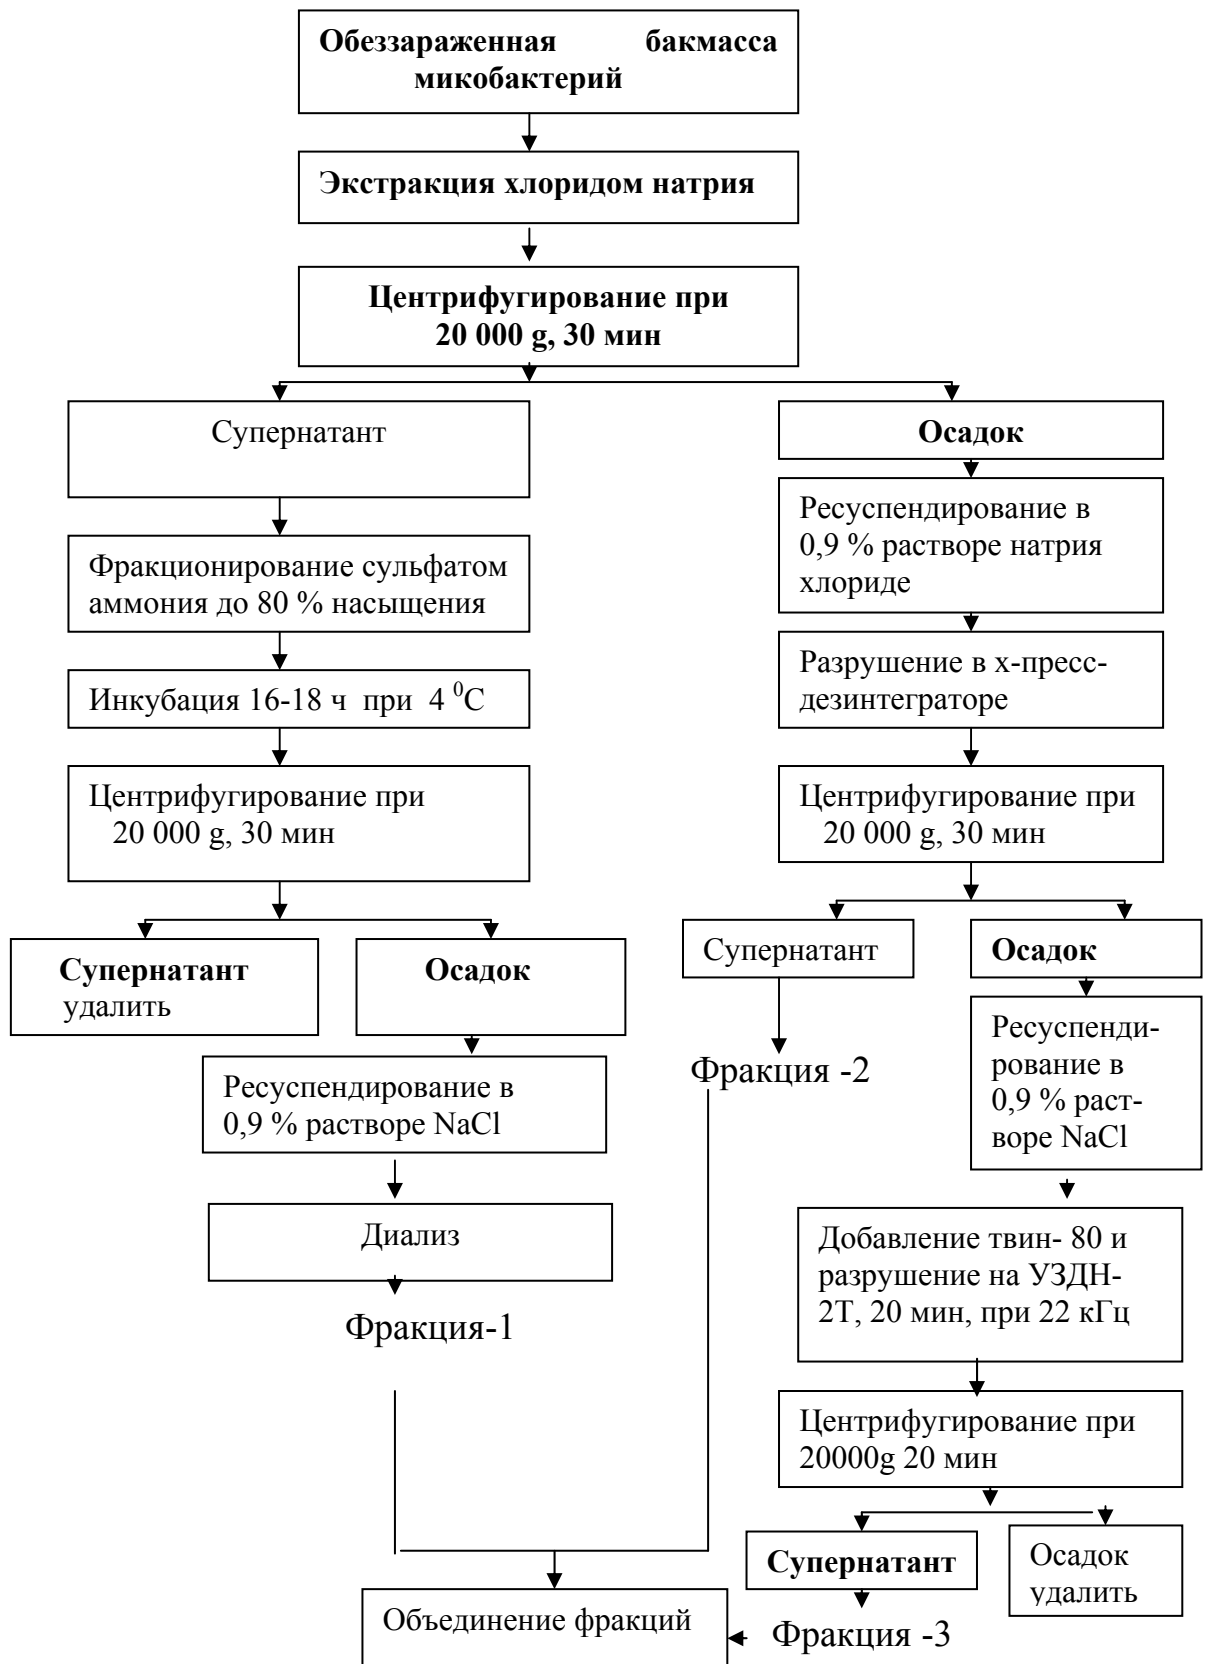 Обеззараженная бакмасса
микобактерий
Экстракция хлоридом натрия
Центрифугирование при
20 000 g, 30 мин
Супернатант
Фракционирование сульфатом
аммония до 80 % насыщения
Инкубация 16-18 ч при 4 ⁰С
Центрифугирование при
20 000 g, 30 мин
Супернатант
удалить
Осадок
Ресуспендирование в
0,9 % растворе NaCl
Диализ
Фракция-1
Осадок
Ресуспендирование в
0,9 % растворе натрия
хлориде
Разрушение в х-пресс-
дезинтеграторе
Центрифугирование при
20 000 g, 30 мин
Супернатант
Фракция -2
Осадок
Ресуспенди-
рование в
0,9 % раст-
воре NaCl
Добавление твин- 80 и
разрушение на УЗДН-
2Т, 20 мин, при 22 кГц
Центрифугирование при
20000g 20 мин
Супернатант
Осадок
удалить
Фракция -3
Объединение фракций